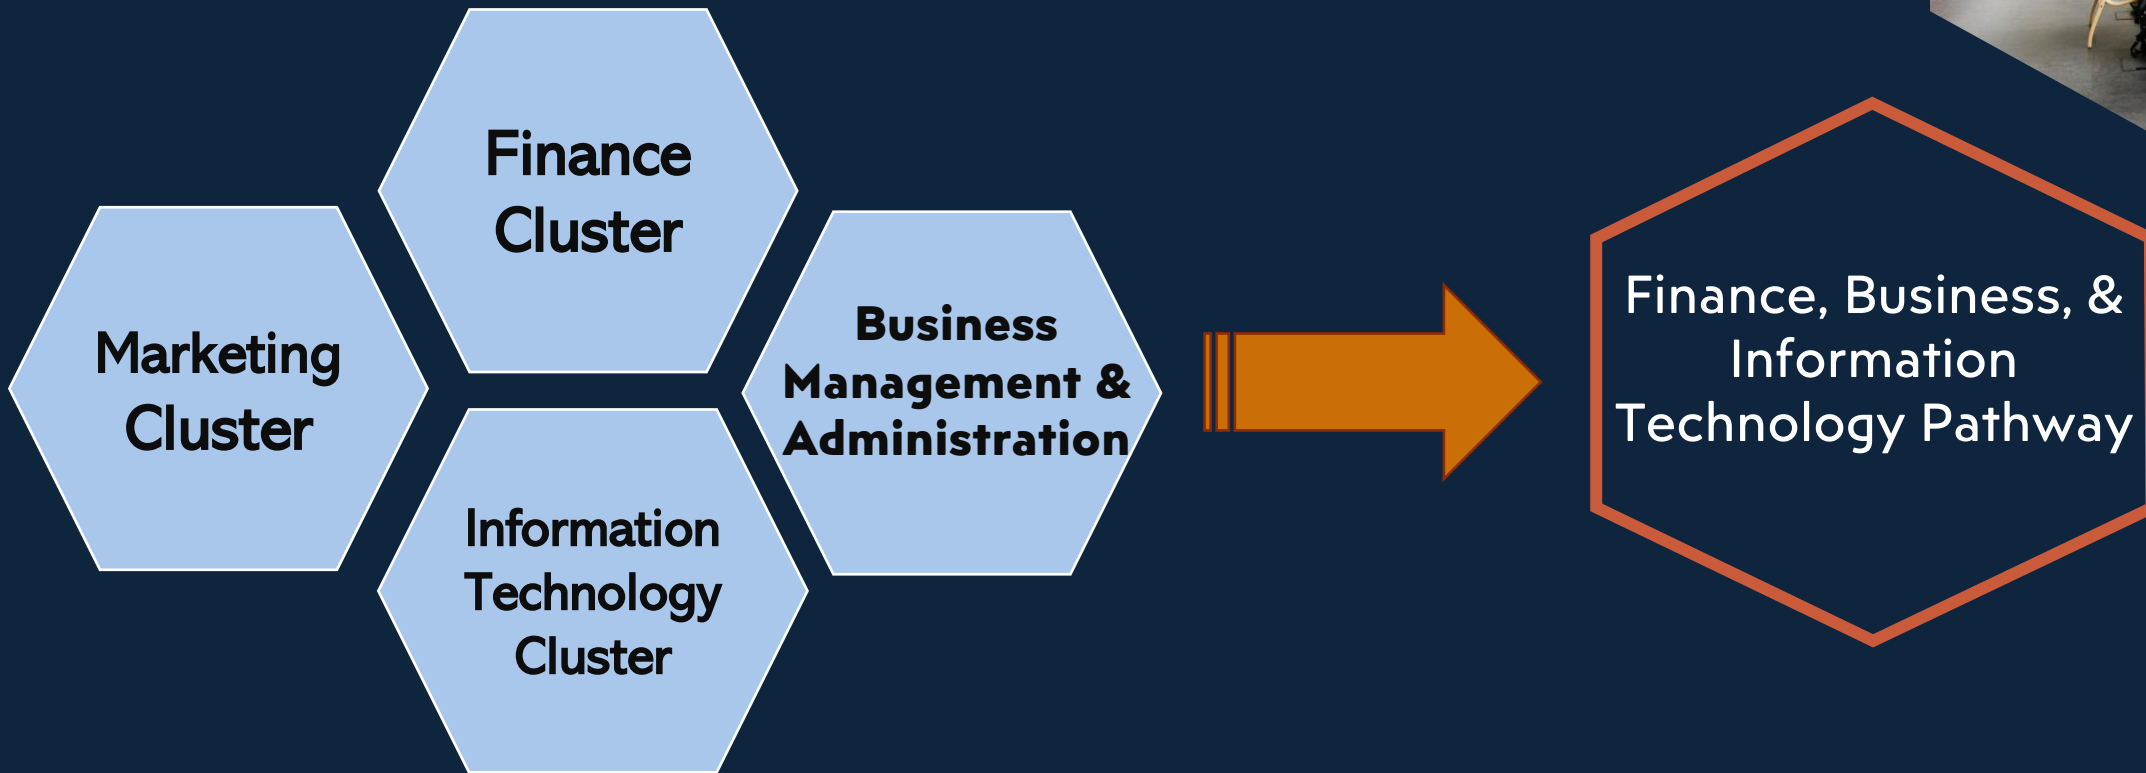 Finance
Cluster
Marketing
Cluster
Business
Management &
Administration
Information
Technology
Cluster
Finance, Business, &
Information
Technology Pathway